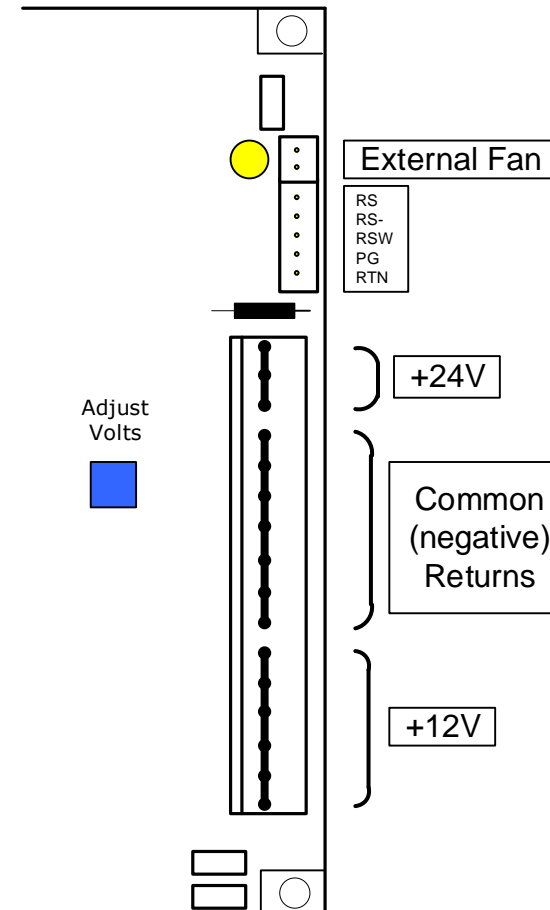 External Fan
RS
RS-
RSW
PG
RTN
+24V
Adjust
Volts
Common
(negative)
Returns
+12V